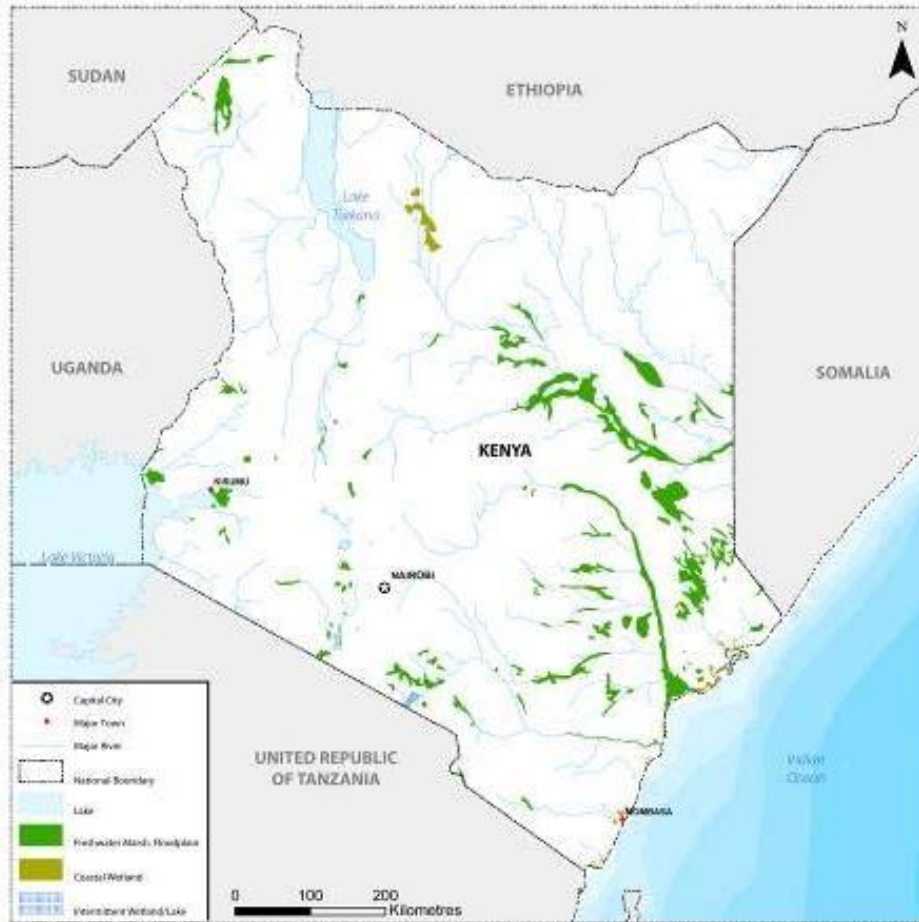 N
SUDAN
ETHIOPIA
Lake
Turkana
UGANDA
SOMALIA
KENYA
KISUMU
Lake Victoria
NAIROBI
Capital City
Major Town
Major River
National Boundary
Lake
Freshwater Marsh, Floodplain
Coastal Wetland
Intermittent Wetland/Lake
UNITED REPUBLIC
OF TANZANIA
Indian
Ocean
MOMBASA
0 100 200
Kilometres